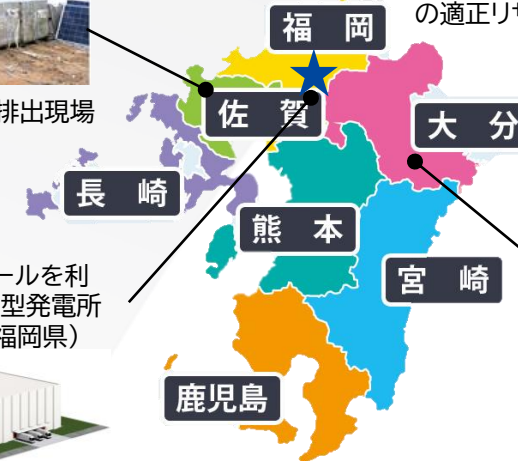 の適正リサ
福 岡
排出現場
佐 賀
大 分
長 崎
熊 本
ールを利
型発電所
福岡県）
宮 崎
鹿児島